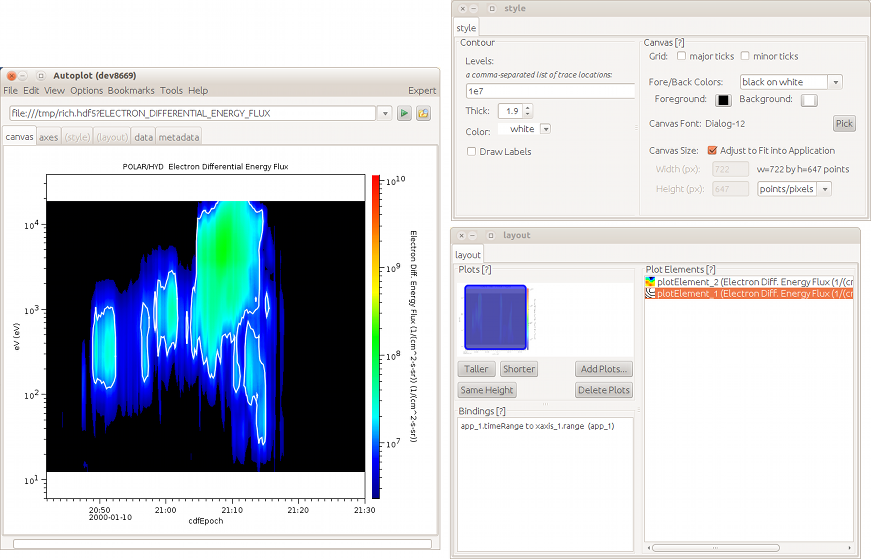 Autoplot (dev8669)
File Edit View Options Bookmarks Tools Help Expert
file:///tmp/rich.hdf5?ELECTRON_DIFFERENTIAL_ENERGY_FLUX
canvas axes (style) (layout) data metadata
POLAR/HYD Electron Differential Energy Flux
10^4
10^3
10^2
10^1
eV (eV)
20:50 21:00 21:10 21:20 21:30
2000-01-10
cdfEpoch
10^10
10^9
10^8
10^7
Electron Diff. Energy Flux (1/(cm^2-s-sr)) (1/(cm^2-s-sr))
style
style
Contour
Levels:
a comma-separated list of trace locations:
1e7
Thick: 1.9
Color: white
Draw Labels
Canvas [?]
Grid: major ticks minor ticks
Fore/Back Colors: black on white
Foreground: Background:
Canvas Font: Dialog-12 Pick
Canvas Size: Adjust to Fit into Application
Width (px): 722 w=722 by h=647 points
Height (px): 647 points/pixels
layout
layout
Plots [?]
Taller Shorter Add Plots...
Same Height Delete Plots
Bindings [?]
app_1.timeRange to xaxis_1.range (app_1)
Plot Elements [?]
plotElement_2 (Electron Diff. Energy Flux (1/(cm
plotElement_1 (Electron Diff. Energy Flux (1/(cm